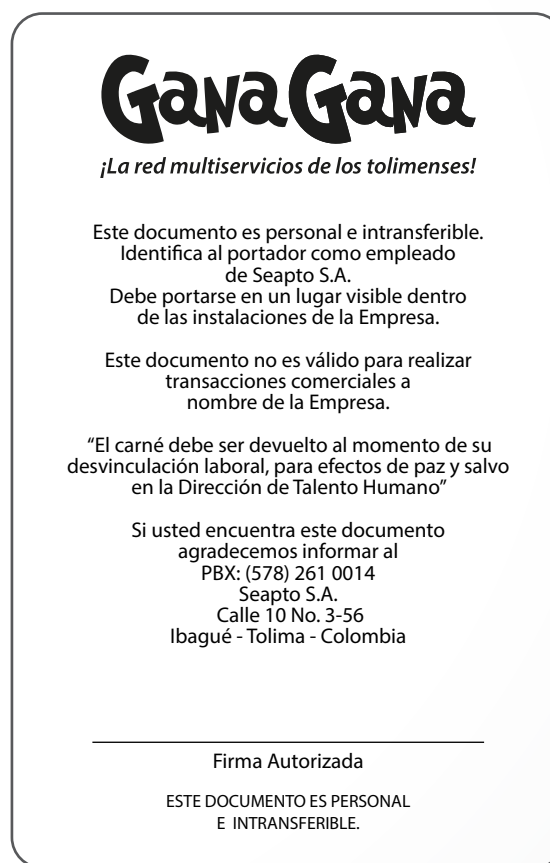 GanaGana
¡La red multiservicios de los tolimenses!
Este documento es personal e intransferible.
Identifica al portador como empleado
de Seapto S.A.
Debe portarse en un lugar visible dentro
de las instalaciones de la Empresa.
Este documento no es válido para realizar
transacciones comerciales a
nombre de la Empresa.
“El carné debe ser devuelto al momento de su
desvinculación laboral, para efectos de paz y salvo
en la Dirección de Talento Humano”
Si usted encuentra este documento
agradecemos informar al
PBX: (578) 261 0014
Seapto S.A.
Calle 10 No. 3-56
Ibagué - Tolima - Colombia
Firma Autorizada
ESTE DOCUMENTO ES PERSONAL
E INTRANSFERIBLE.